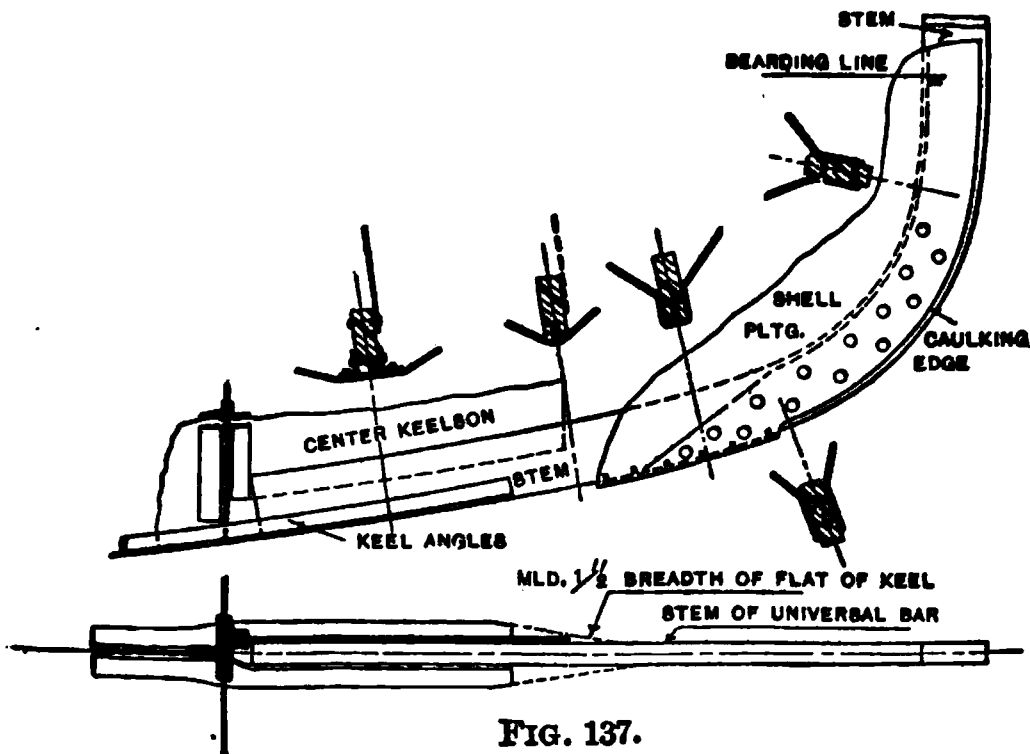 STEM
BEARDING LINE
SHELL
PLTG.
CAULKING
EDGE
CENTER KEELSON
STEM
KEEL ANGLES
MLD. 1/2 BREADTH OF FLAT OF KEEL
STEM OF UNIVERSAL BAR
FIG. 137.